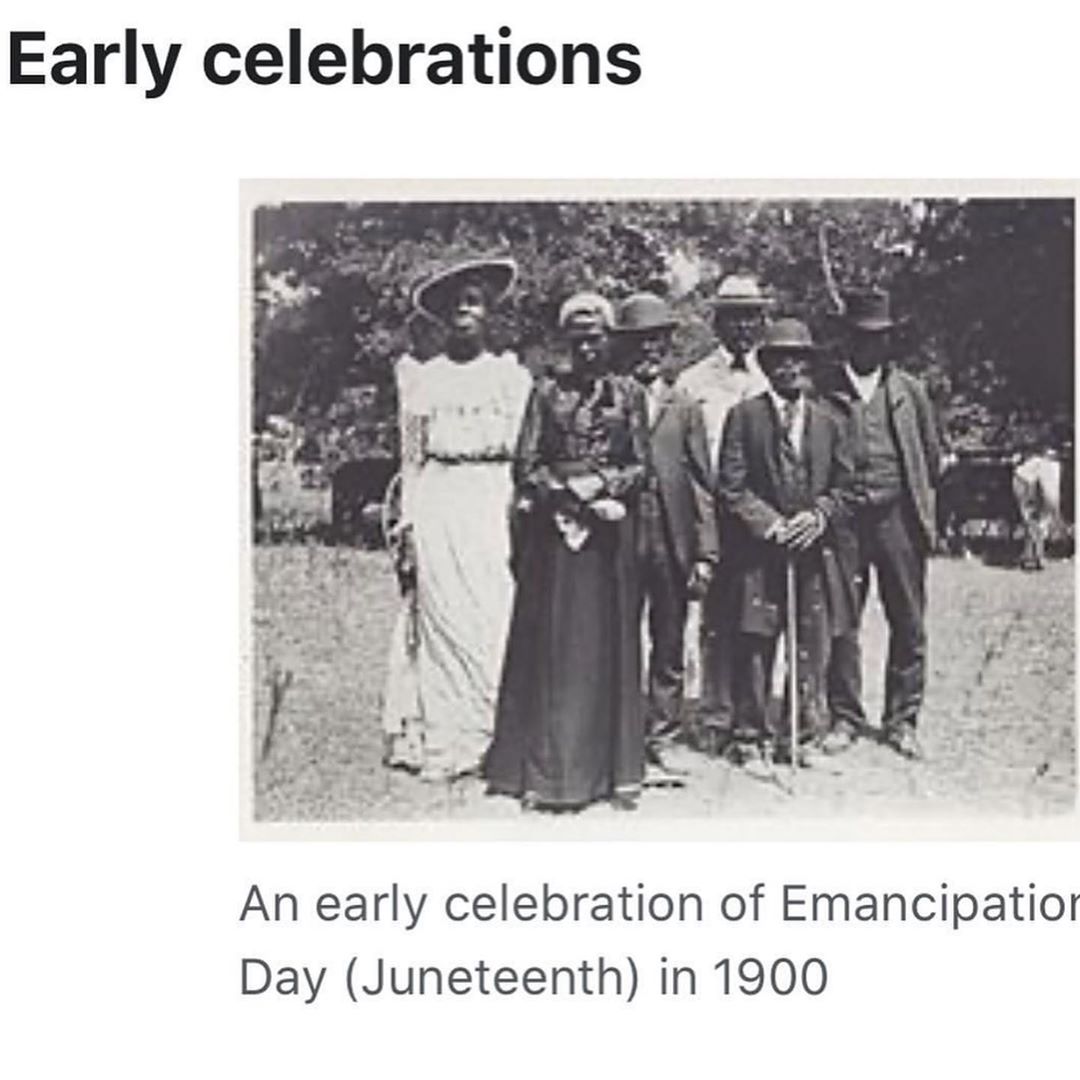 Early celebrations
An early celebration of Emancipation
Day (Juneteenth) in 1900